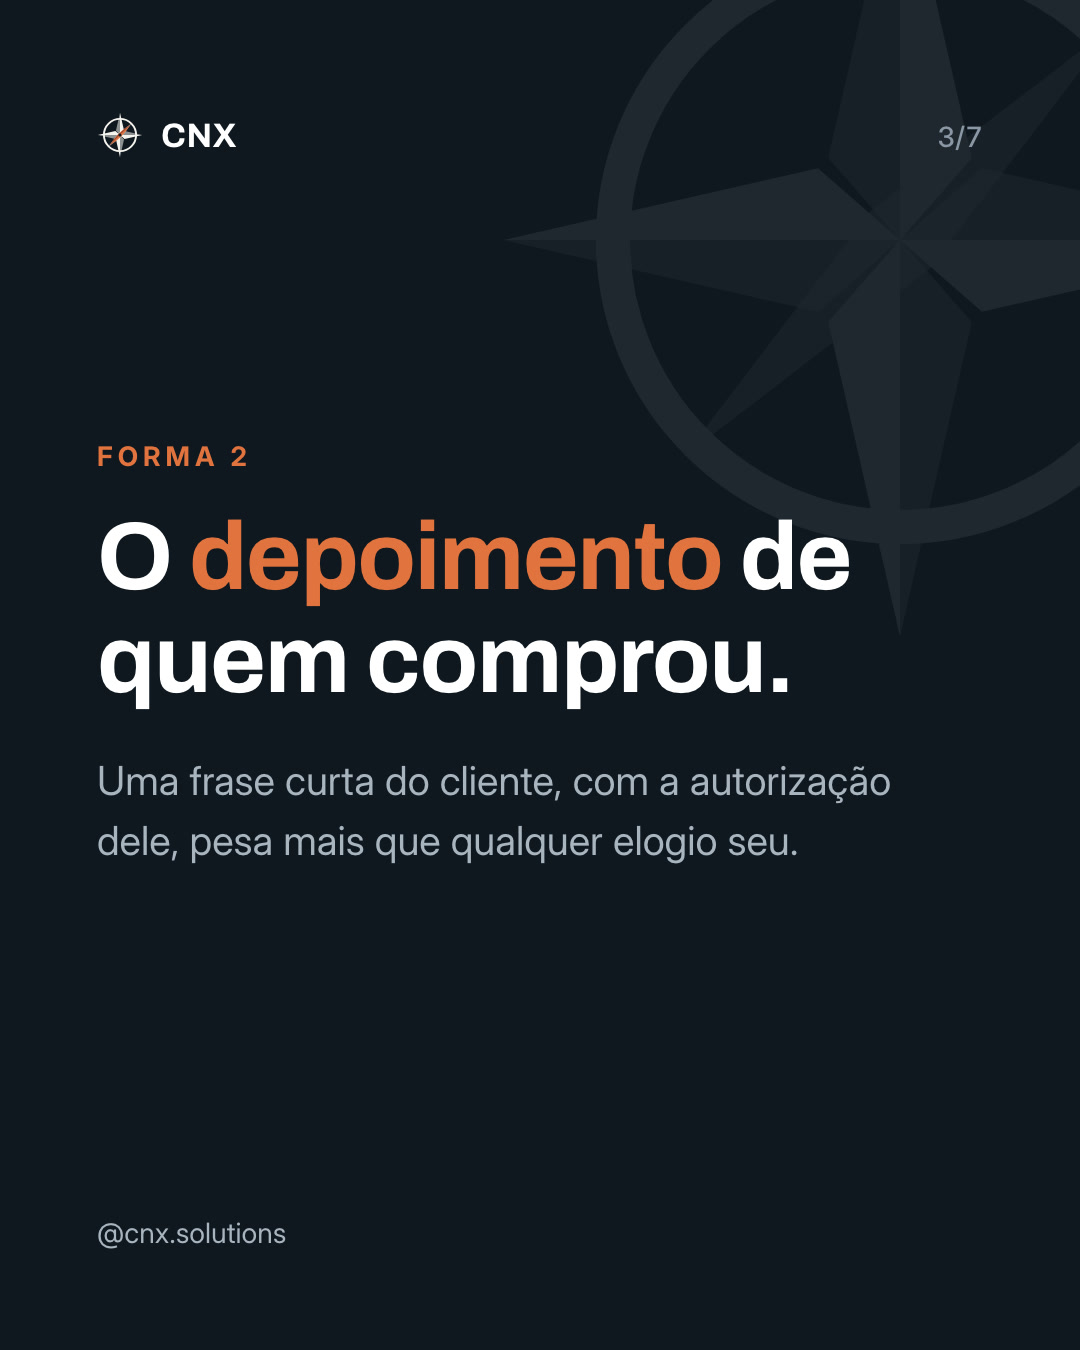 CNX
3/7
FORMA 2
O depoimento de
quem comprou.
Uma frase curta do cliente, com a autorização
dele, pesa mais que qualquer elogio seu.
@cnx.solutions